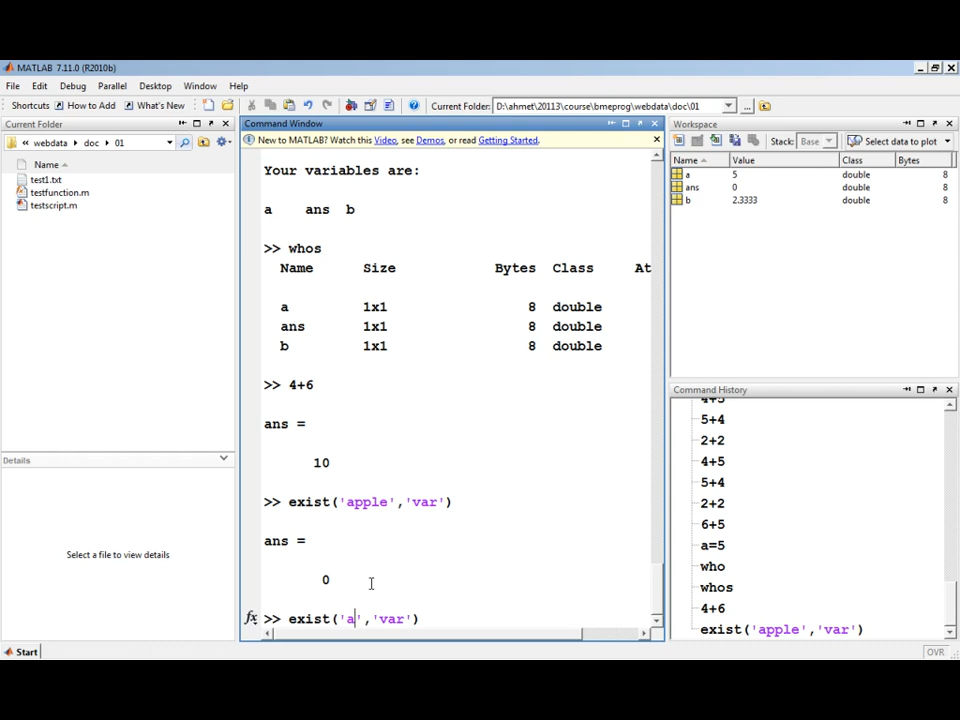 MATLAB 7.11.0 (R2010b)
File Edit Debug Parallel Desktop Window Help
Shortcuts How to Add What's New Current Folder: D:\ahmet\20113\course\bmeprog\webdata\doc\01 ...
Current Folder
« webdata ▸ doc ▸ 01
Name
test1.txt
testfunction.m
testscript.m
Details
Select a file to view details
Command Window
New to MATLAB? Watch this Video, see Demos, or read Getting Started.
Your variables are:
a ans b
>> whos
Name Size Bytes Class At
a 1x1 8 double
ans 1x1 8 double
b 1x1 8 double
>> 4+6
ans =
10
>> exist('apple','var')
ans =
0
fx >> exist('a','var')
Workspace
Stack: Base Select data to plot
Name Value Class Bytes
a 5 double 8
ans 0 double 8
b 2.3333 double 8
Command History
4+5
5+4
2+2
4+5
5+4
2+2
6+5
a=5
who
whos
4+6
exist('apple','var')
Start
OVR